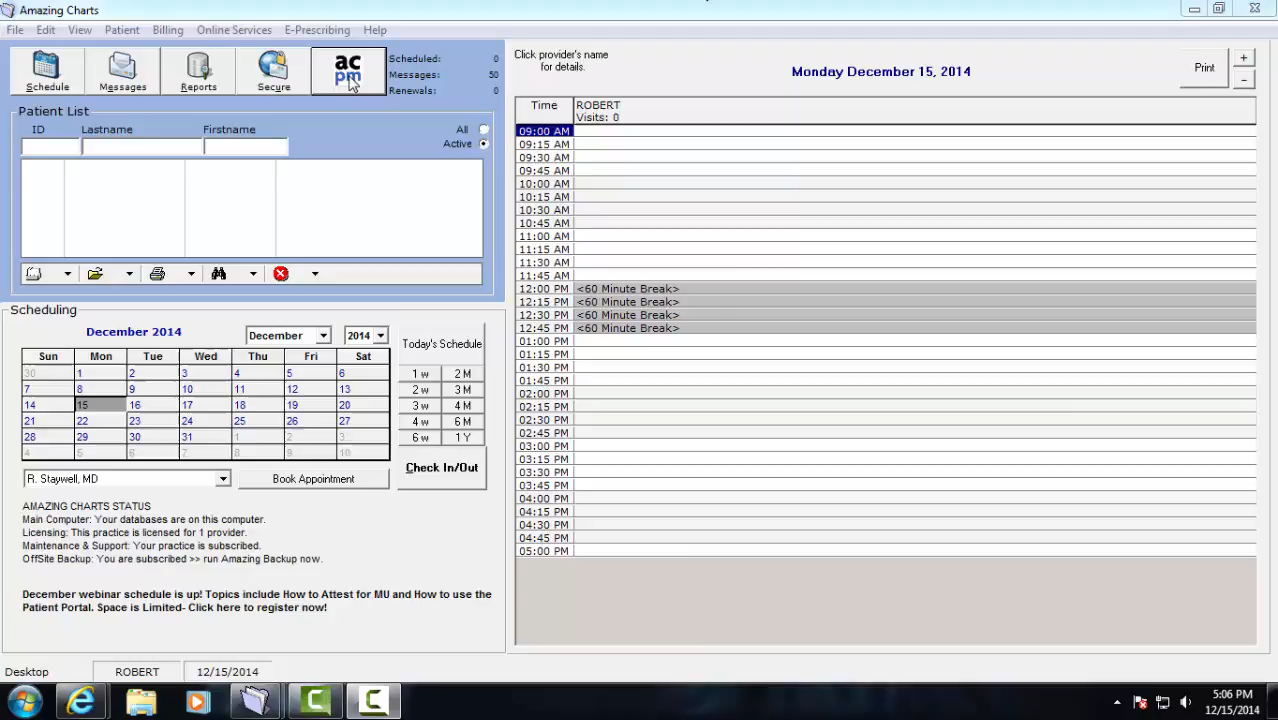 Amazing Charts
File Edit View Patient Billing Online Services E-Prescribing Help
Schedule Messages Reports Secure ac pm
Scheduled: 0
Messages: 50
Renewals: 0
Patient List
ID Lastname Firstname
All
Active
Scheduling
December 2014 December 2014
Sun Mon Tue Wed Thu Fri Sat
30 1 2 3 4 5 6
7 8 9 10 11 12 13
14 15 16 17 18 19 20
21 22 23 24 25 26 27
28 29 30 31 1 2 3
4 5 6 7 8 9 10
Today's Schedule
1 w 2 M
2 w 3 M
3 w 4 M
4 w 6 M
6 w 1 Y
Check In/Out
R. Staywell, MD Book Appointment
AMAZING CHARTS STATUS
Main Computer: Your databases are on this computer.
Licensing: This practice is licensed for 1 provider.
Maintenance & Support: Your practice is subscribed.
OffSite Backup: You are subscribed >> run Amazing Backup now.
December webinar schedule is up! Topics include How to Attest for MU and How to use the
Patient Portal. Space is Limited- Click here to register now!
Click provider's name
for details.
Monday December 15, 2014
Print + -
Time ROBERT
Visits: 0
09:00 AM
09:15 AM
09:30 AM
09:45 AM
10:00 AM
10:15 AM
10:30 AM
10:45 AM
11:00 AM
11:15 AM
11:30 AM
11:45 AM
12:00 PM <60 Minute Break>
12:15 PM <60 Minute Break>
12:30 PM <60 Minute Break>
12:45 PM <60 Minute Break>
01:00 PM
01:15 PM
01:30 PM
01:45 PM
02:00 PM
02:15 PM
02:30 PM
02:45 PM
03:00 PM
03:15 PM
03:30 PM
03:45 PM
04:00 PM
04:15 PM
04:30 PM
04:45 PM
05:00 PM
Desktop ROBERT 12/15/2014
5:06 PM
12/15/2014